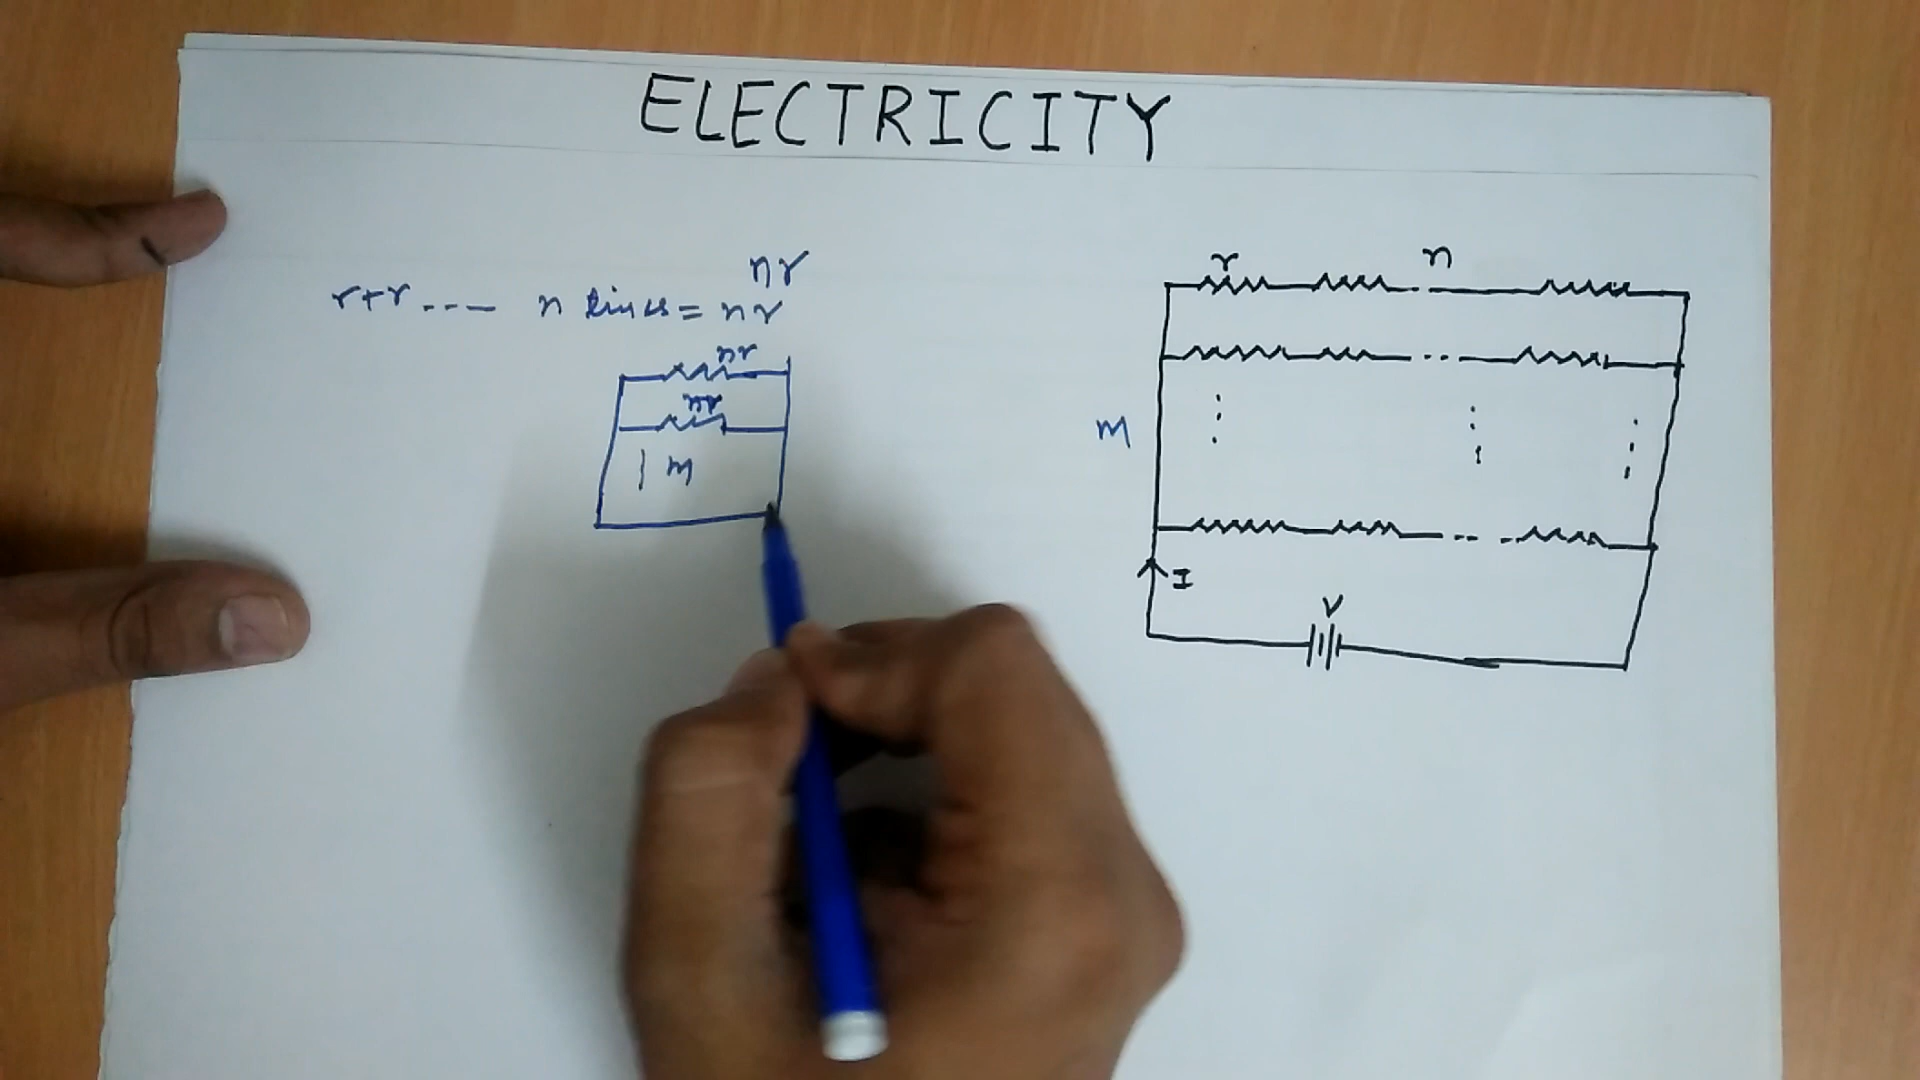 ELECTRICITY
nr
r+r ---- n times = nr
nr
nr
m
r n
m
I
V